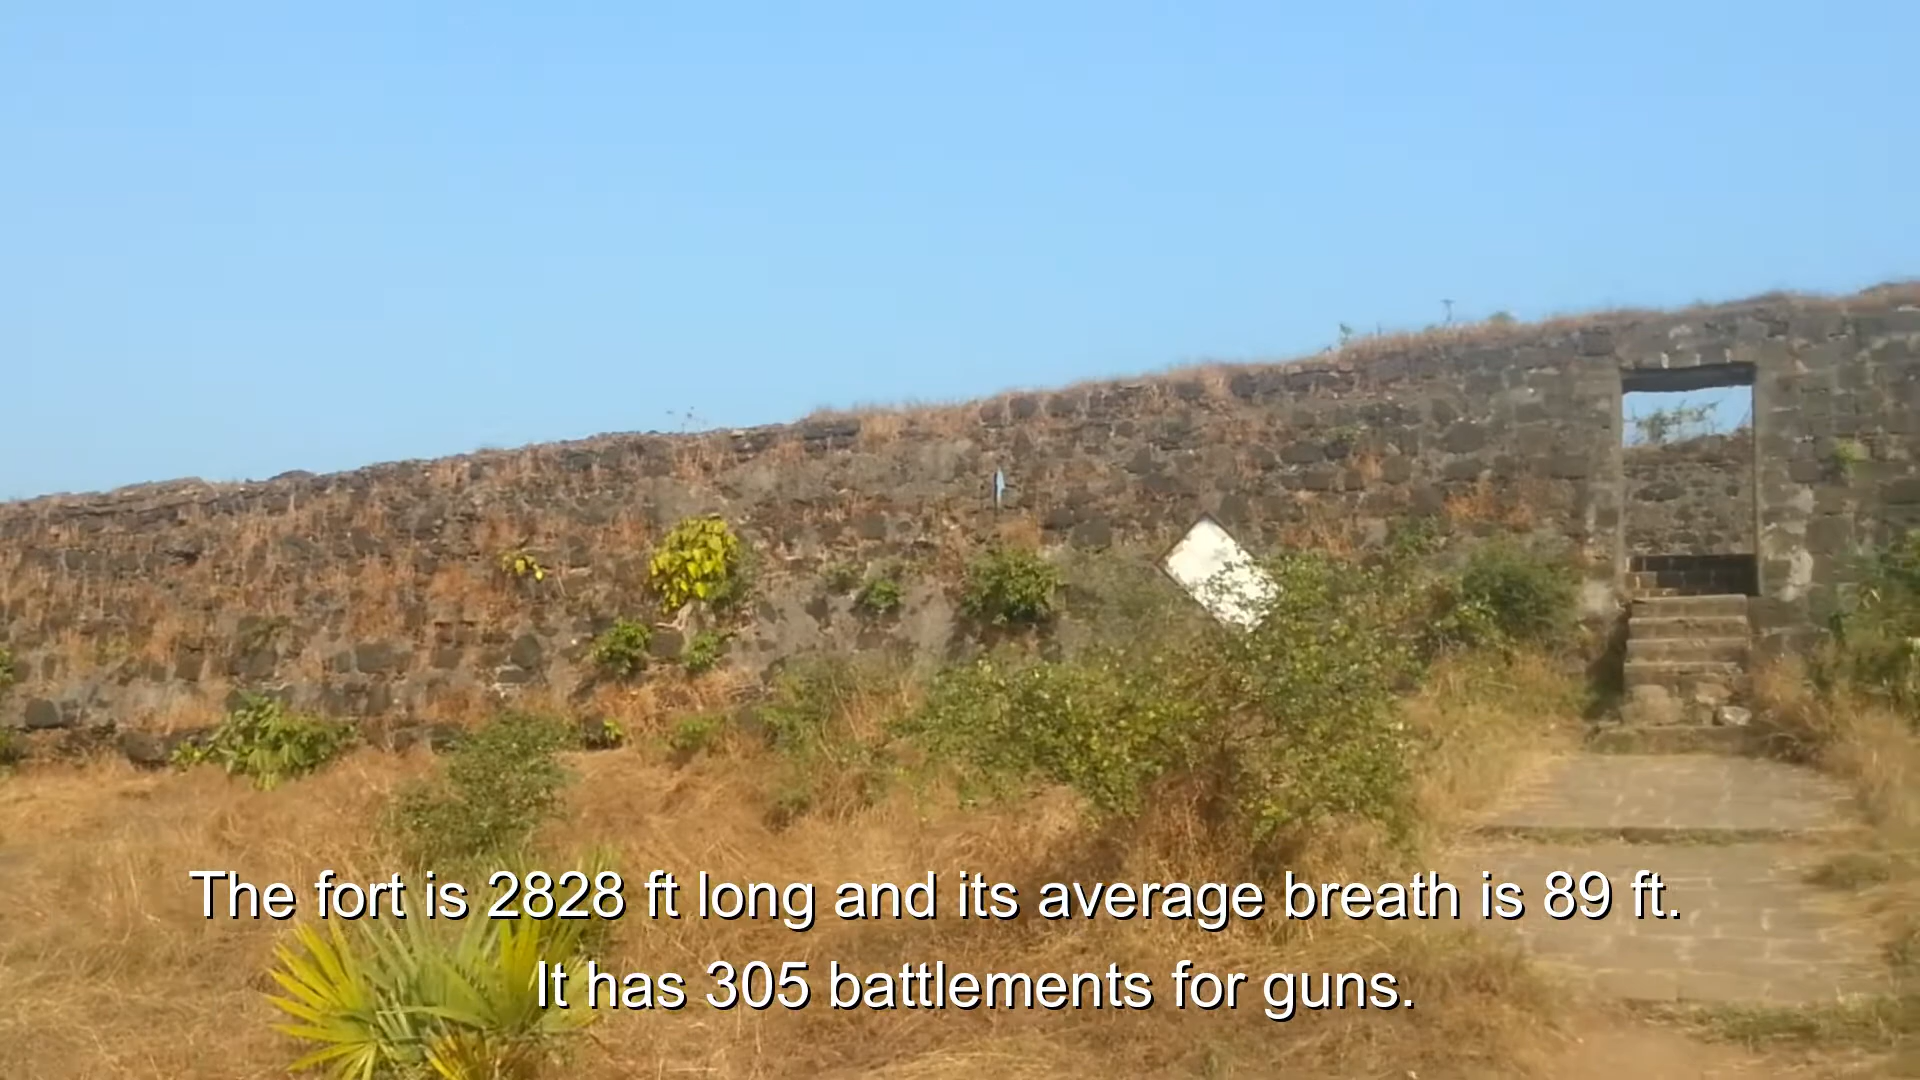 The fort is 2828 ft long and its average breath is 89 ft.
It has 305 battlements for guns.